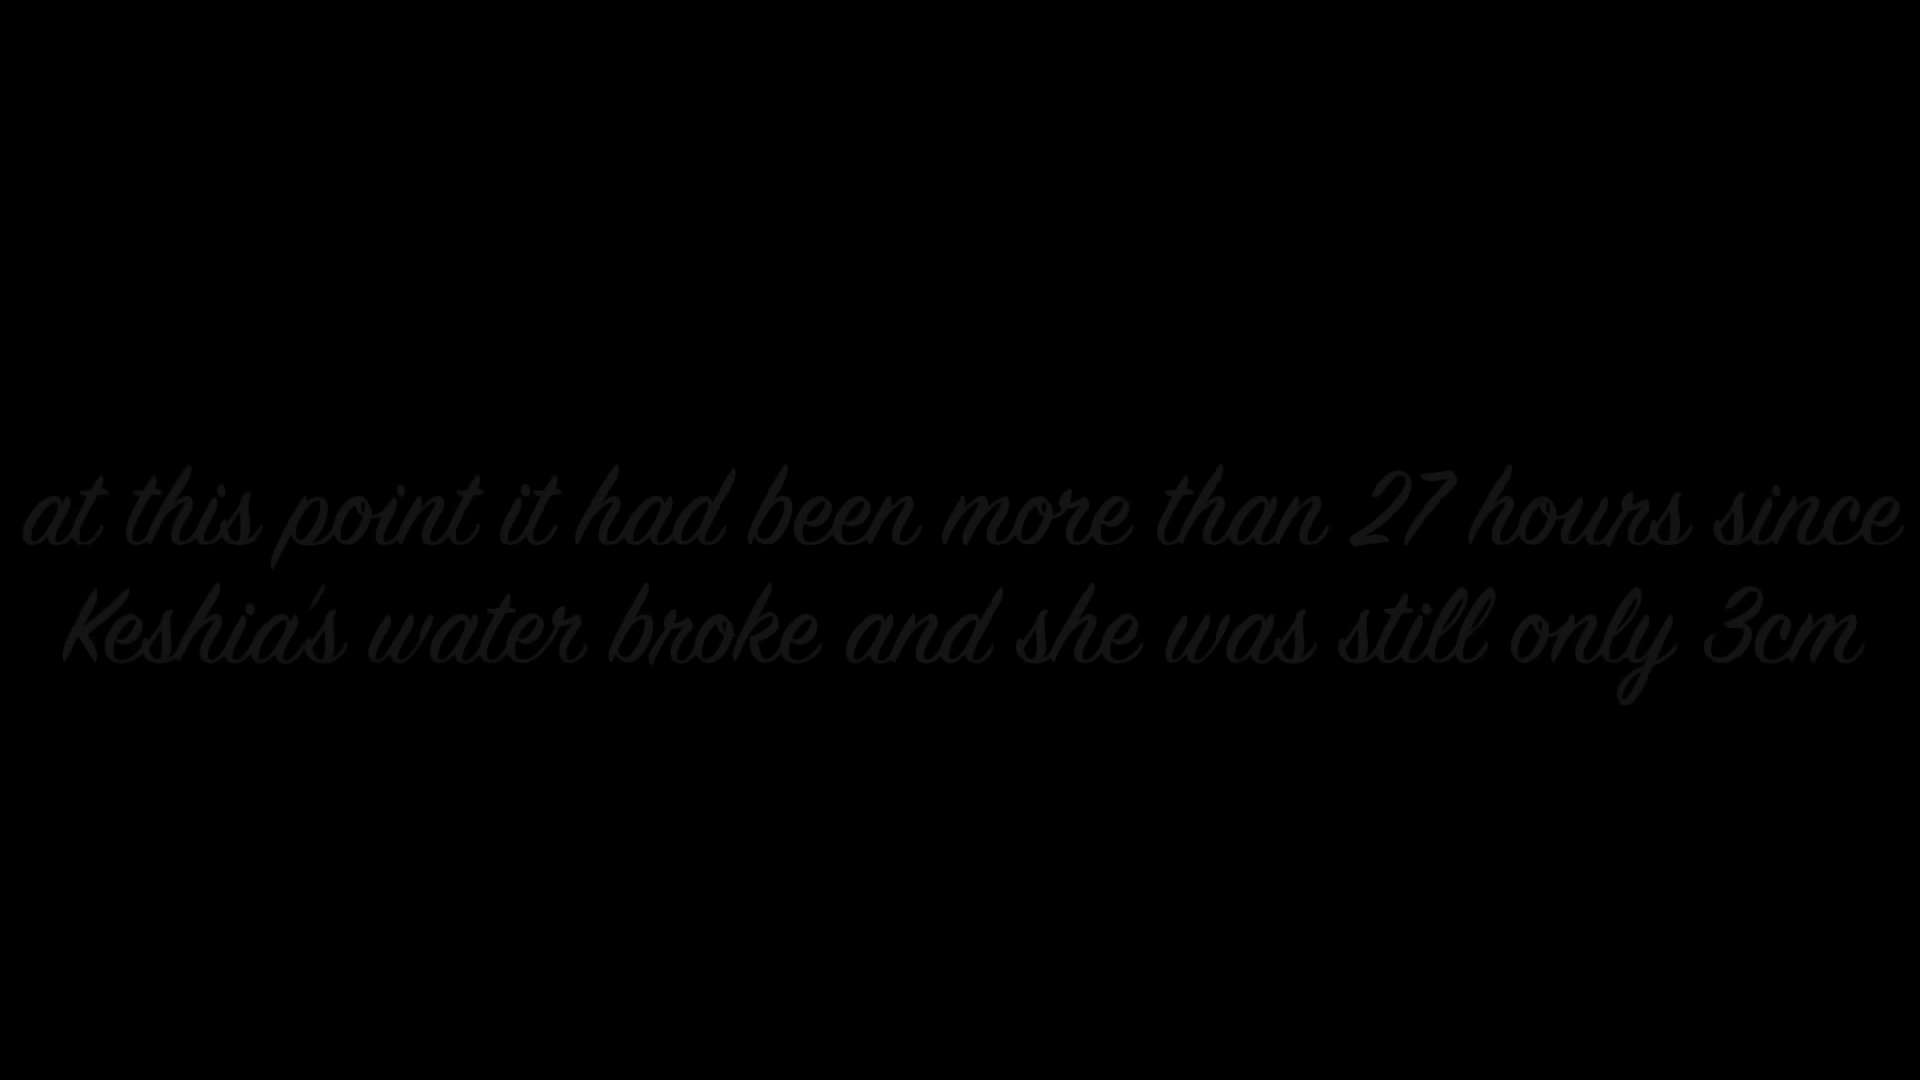 at this point it had been more than 27 hours since
Keshia's water broke and she was still only 3cm